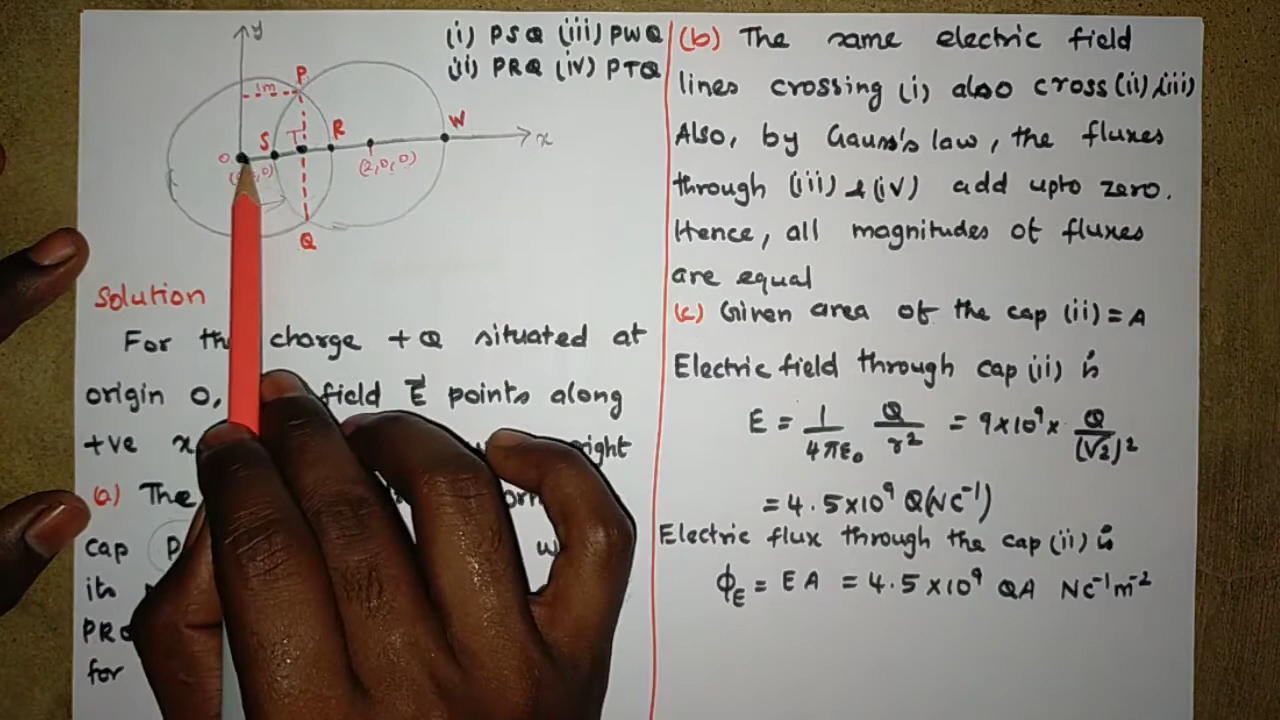 y
(i) PSQ (iii) PWQ
(ii) PRQ (iv) PTQ
P
1m
S T R W
O x
(2,0,0)
Q
Solution
For the charge +Q situated at
origin O, field E⃗ points along
+ve x right
(a) The
cap P w
its
PRQ
for
(b) The same electric field
lines crossing (i) also cross (ii) & (iii)
Also, by Gauss's law, the fluxes
through (iii) & (iv) add upto zero.
Hence, all magnitudes of fluxes
are equal
(c) Given area of the cap (ii) = A
Electric field through cap (ii) is
E = 1/4πε₀ Q/r² = 9×10⁹ × Q/(√2)²
= 4.5×10⁹ Q(NC⁻¹)
Electric flux through the cap (ii) is
ϕ_E = EA = 4.5×10⁹ QA NC⁻¹m⁻²